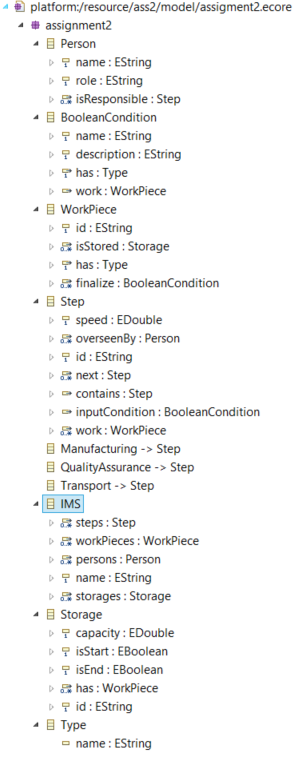 platform:/resource/ass2/model/assigment2.ecore
assignment2
Person
name : EString
role : EString
isResponsible : Step
BooleanCondition
name : EString
description : EString
has : Type
work : WorkPiece
WorkPiece
id : EString
isStored : Storage
has : Type
finalize : BooleanCondition
Step
speed : EDouble
overseenBy : Person
id : EString
next : Step
contains : Step
inputCondition : BooleanCondition
work : WorkPiece
Manufacturing -> Step
QualityAssurance -> Step
Transport -> Step
IMS
steps : Step
workPieces : WorkPiece
persons : Person
name : EString
storages : Storage
Storage
capacity : EDouble
isStart : EBoolean
isEnd : EBoolean
has : WorkPiece
id : EString
Type
name : EString